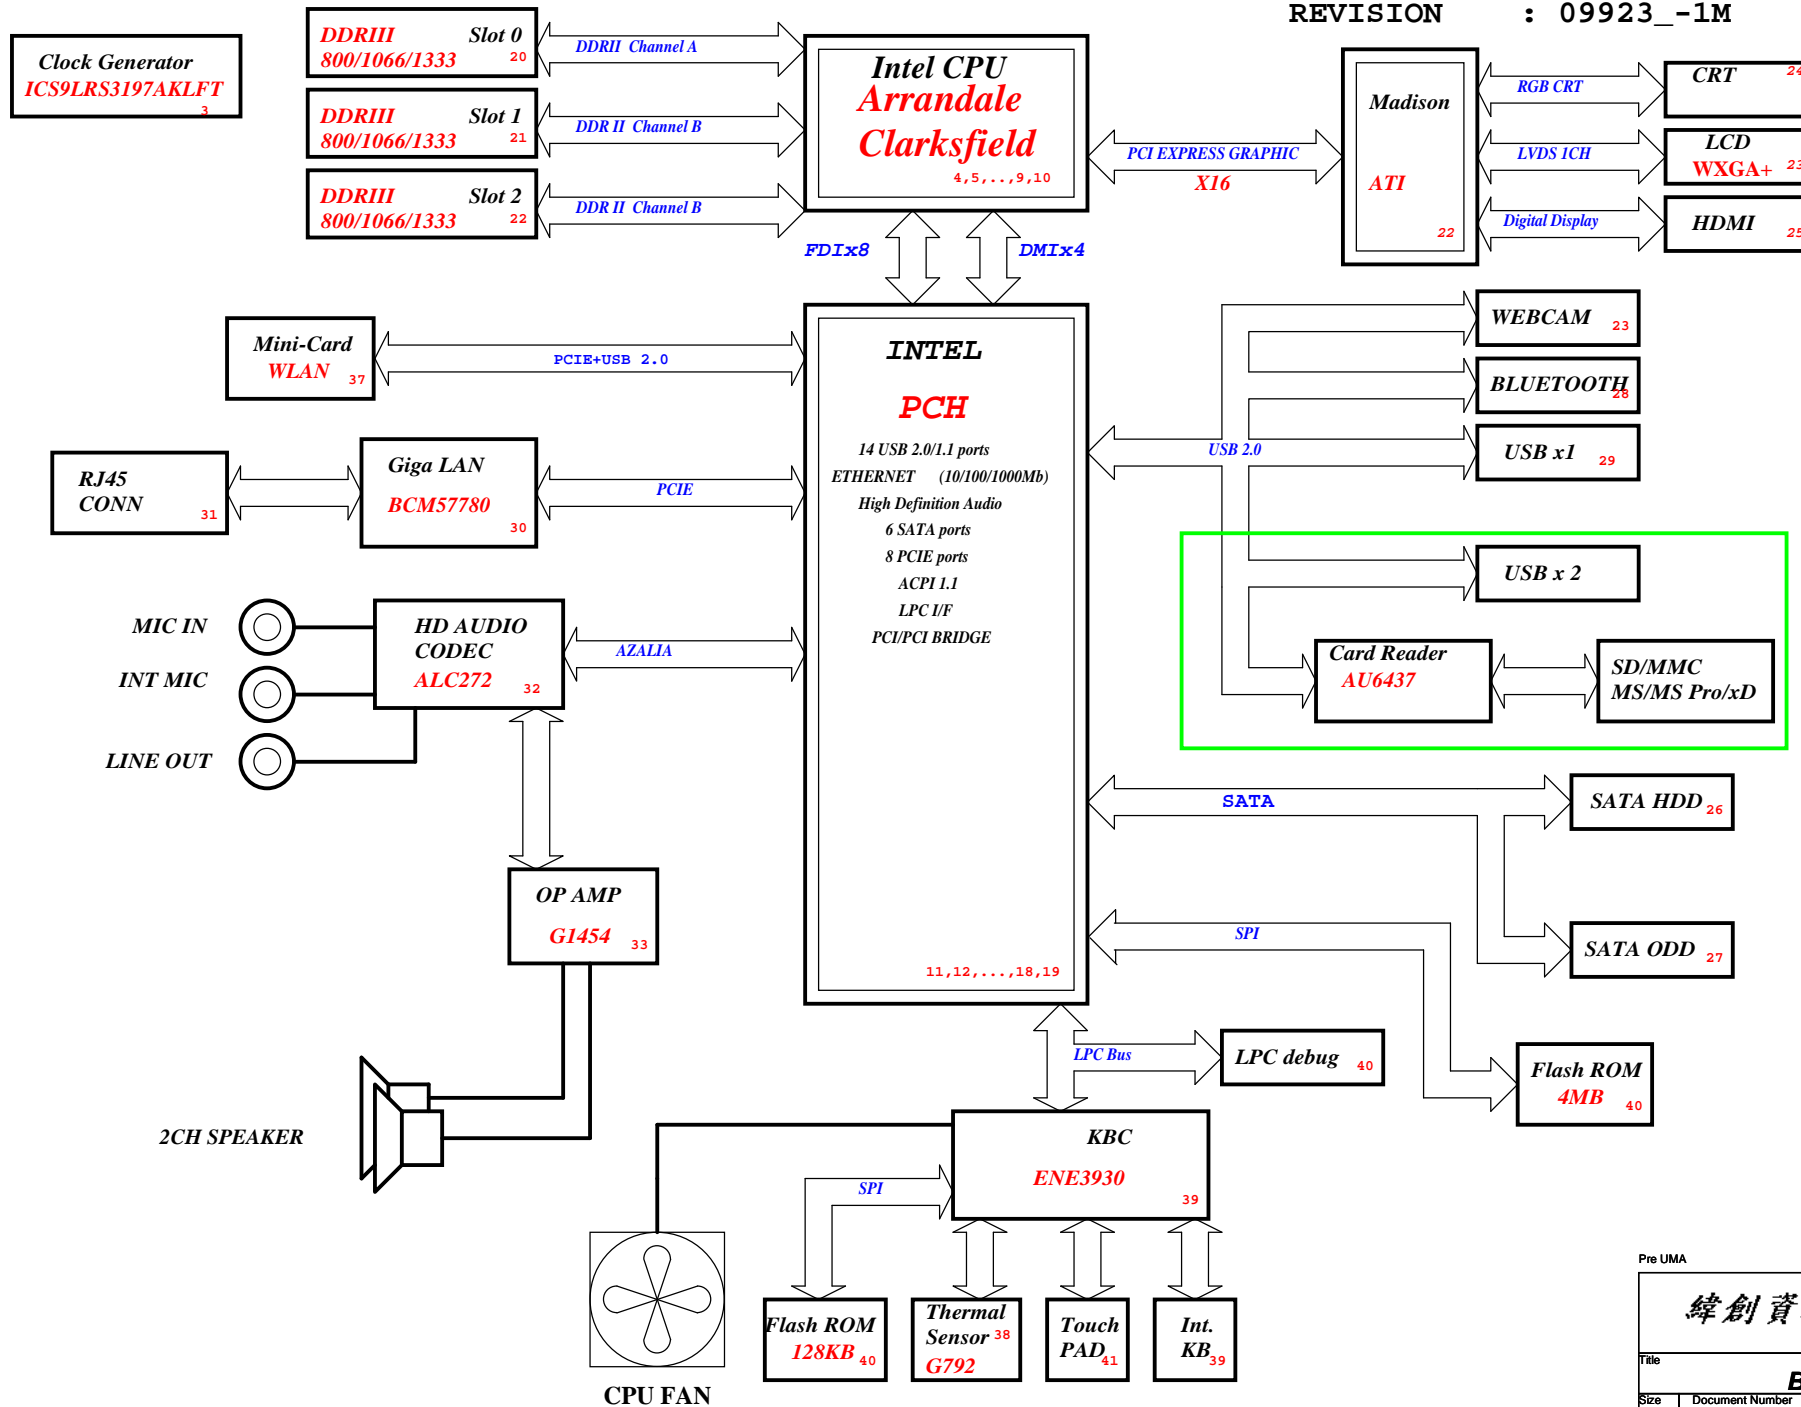 REVISION : 09923_-1M
Clock Generator
ICS9LRS3197AKLFT
3
DDRIII Slot 0
800/1066/1333 20
DDRII Channel A
DDRIII Slot 1
800/1066/1333 21
DDR II Channel B
DDRIII Slot 2
800/1066/1333 22
DDR II Channel B
Intel CPU
Arrandale
Clarksfield
4,5,..,9,10
PCI EXPRESS GRAPHIC
X16
Madison
ATI
22
RGB CRT
CRT 24
LVDS 1CH
LCD
WXGA+ 23
Digital Display
HDMI 25
FDIx8
DMIx4
Mini-Card
WLAN 37
PCIE+USB 2.0
RJ45
CONN
31
Giga LAN
BCM57780
30
PCIE
INTEL
PCH
14 USB 2.0/1.1 ports
ETHERNET (10/100/1000Mb)
High Definition Audio
6 SATA ports
8 PCIE ports
ACPI 1.1
LPC I/F
PCI/PCI BRIDGE
11,12,...,18,19
WEBCAM 23
BLUETOOTH
28
USB 2.0
USB x1 29
USB x 2
Card Reader
AU6437
SD/MMC
MS/MS Pro/xD
MIC IN
INT MIC
LINE OUT
HD AUDIO
CODEC
ALC272 32
AZALIA
OP AMP
G1454 33
2CH SPEAKER
SATA
SATA HDD 26
SATA ODD 27
SPI
Flash ROM
4MB 40
LPC Bus
LPC debug 40
KBC
ENE3930
39
SPI
CPU FAN
Flash ROM
128KB 40
Thermal
Sensor 38
G792
Touch
PAD 41
Int.
KB 39
Pre UMA
緯創資
Title
B
Size Document Number